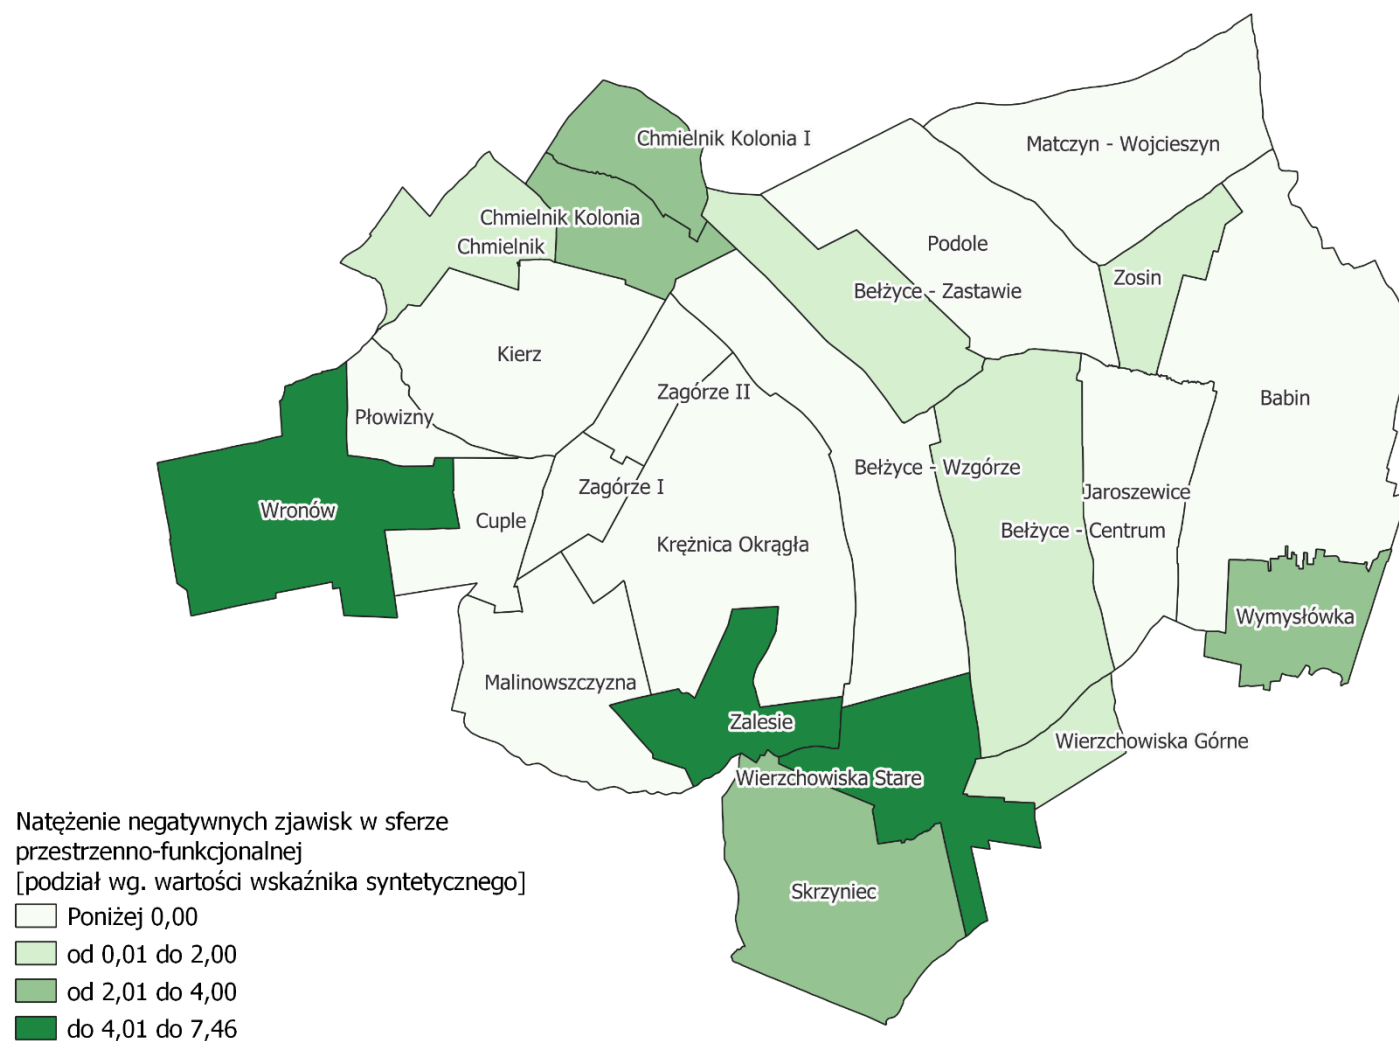 Chmielnik Kolonia I
Matczyn - Wojcieszyn
Chmielnik Kolonia
Chmielnik
Podole
Zosin
Bełżyce - Zastawie
Kierz
Zagórze II
Babin
Płowizny
Bełżyce - Wzgórze
Zagórze I
Jaroszewice
Wronów
Cuple
Bełżyce - Centrum
Krężnica Okrągła
Wymysłówka
Malinowszczyzna
Zalesie
Wierzchowiska Górne
Wierzchowiska Stare
Skrzyniec
Natężenie negatywnych zjawisk w sferze
przestrzenno-funkcjonalnej
[podział wg. wartości wskaźnika syntetycznego]
Poniżej 0,00
od 0,01 do 2,00
od 2,01 do 4,00
do 4,01 do 7,46